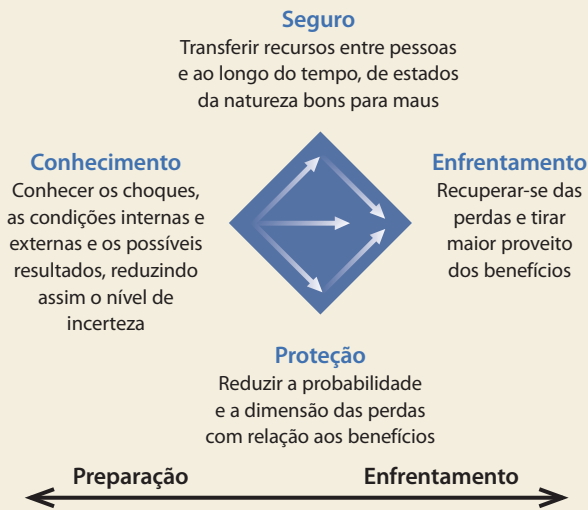 Seguro
Transferir recursos entre pessoas
e ao longo do tempo, de estados
da natureza bons para maus
Conhecimento
Conhecer os choques,
as condições internas e
externas e os possíveis
resultados, reduzindo
assim o nível de
incerteza
Enfrentamento
Recuperar-se das
perdas e tirar
maior proveito
dos benefícios
Proteção
Reduzir a probabilidade
e a dimensão das perdas
com relação aos benefícios
Preparação
Enfrentamento